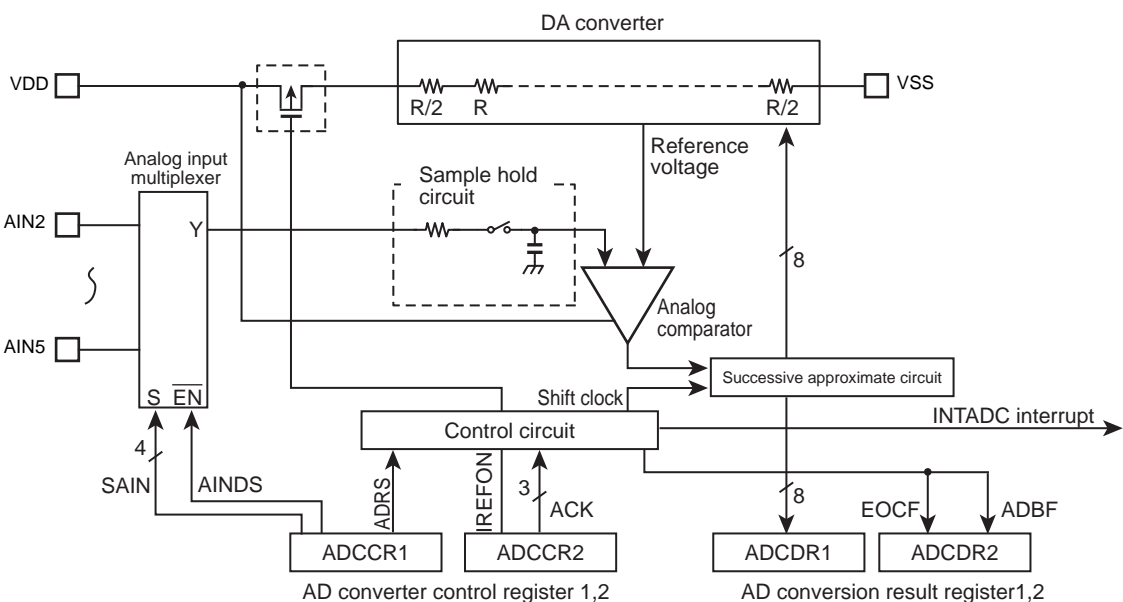 DA converter
VDD
R/2
R
R/2
VSS
Reference
voltage
Analog input
multiplexer
Sample hold
circuit
AIN2
Y
8
Analog
comparator
AIN5
Successive approximate circuit
S
EN
Shift clock
INTADC interrupt
Control circuit
4
SAIN
AINDS
ADRS
IREFON
3
ACK
8
EOCF
ADBF
ADCCR1
ADCCR2
ADCDR1
ADCDR2
AD converter control register 1,2
AD conversion result register1,2